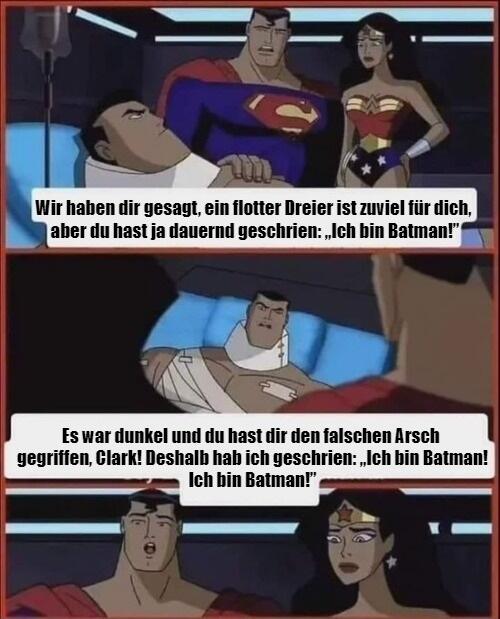 Wir haben dir gesagt, ein flotter Dreier ist zuviel für dich,
aber du hast ja dauernd geschrien: „Ich bin Batman!”
Es war dunkel und du hast dir den falschen Arsch
gegriffen, Clark! Deshalb hab ich geschrien: „Ich bin Batman!
Ich bin Batman!”